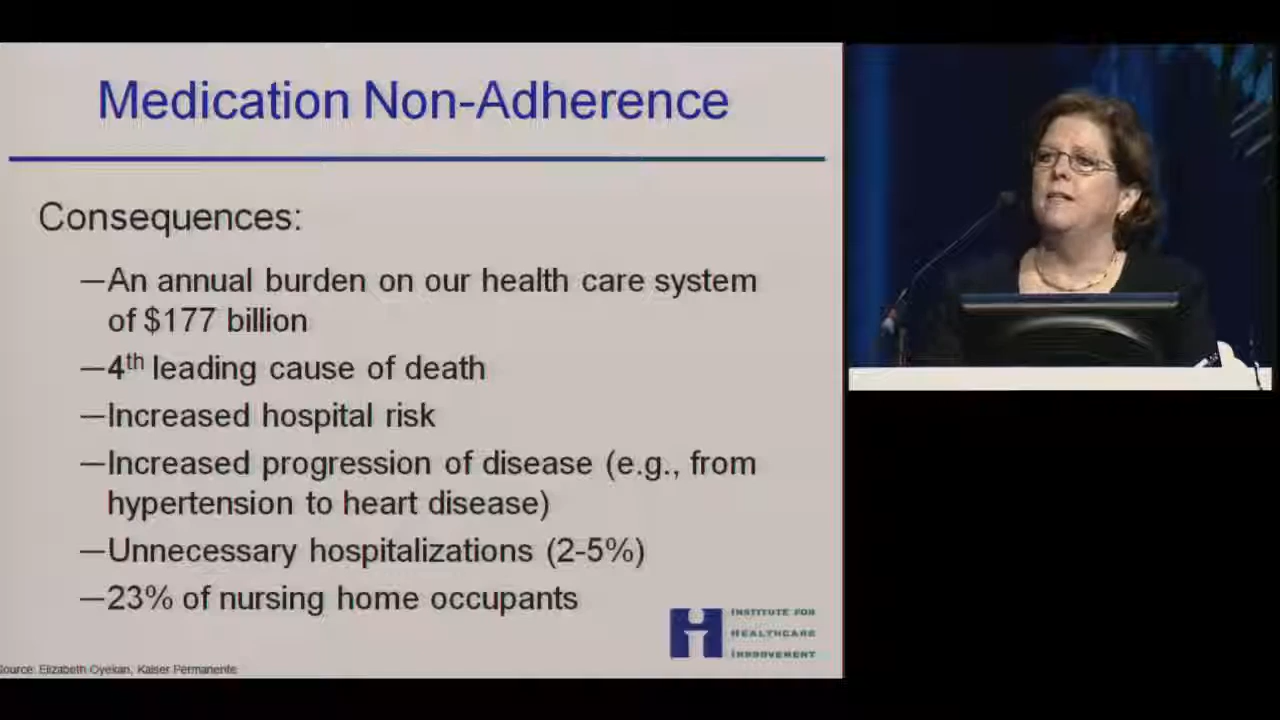 Medication Non-Adherence
Consequences:
—An annual burden on our health care system
of $177 billion
—4th leading cause of death
—Increased hospital risk
—Increased progression of disease (e.g., from
hypertension to heart disease)
—Unnecessary hospitalizations (2-5%)
—23% of nursing home occupants
INSTITUTE FOR
HEALTHCARE
IMPROVEMENT
Source: Elizabeth Oyekan, Kaiser Permanente